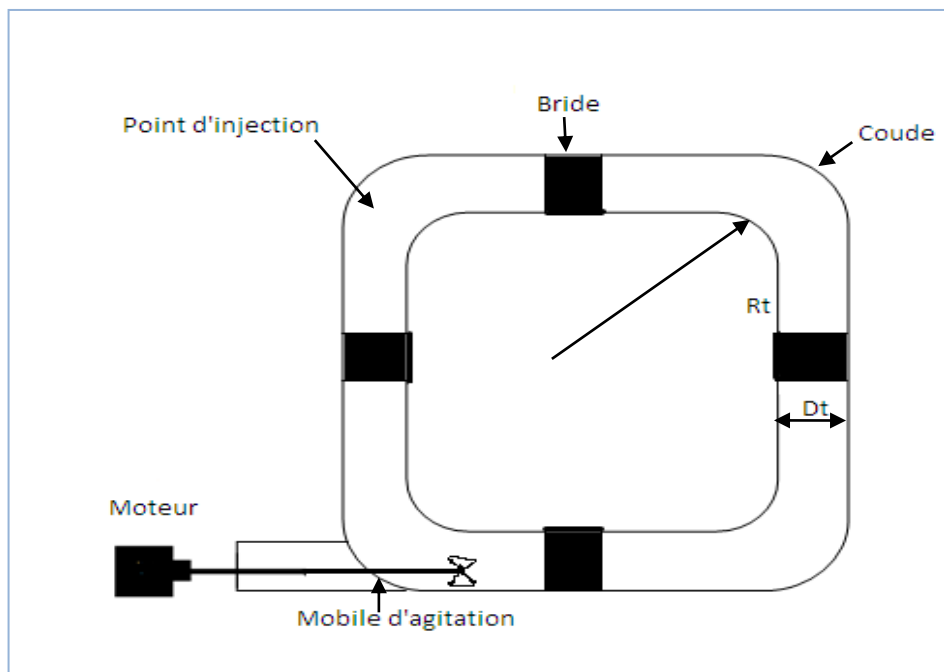 Bride
Point d'injection
Coude
Rt
Dt
Moteur
Mobile d'agitation